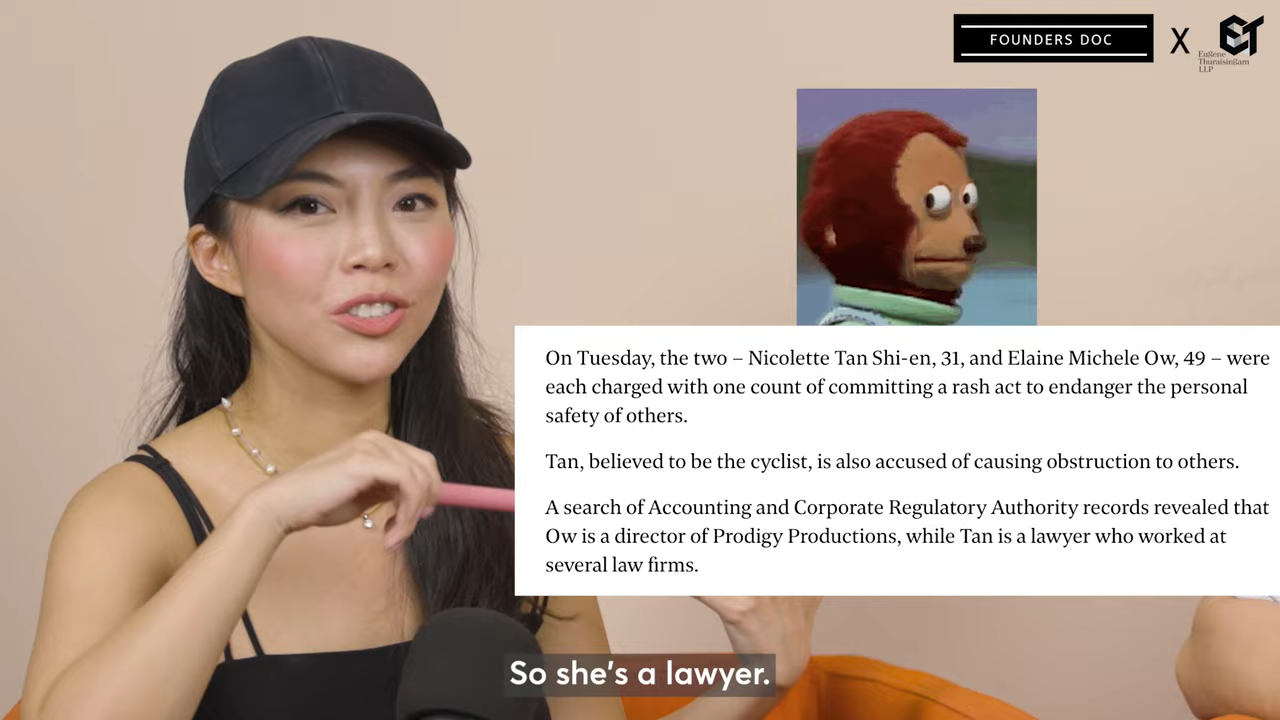 FOUNDERS DOC
X
ET
Eugene
Thuraisingam
LLP
On Tuesday, the two – Nicolette Tan Shi-en, 31, and Elaine Michele Ow, 49 – were
each charged with one count of committing a rash act to endanger the personal
safety of others.
Tan, believed to be the cyclist, is also accused of causing obstruction to others.
A search of Accounting and Corporate Regulatory Authority records revealed that
Ow is a director of Prodigy Productions, while Tan is a lawyer who worked at
several law firms.
So she's a lawyer.